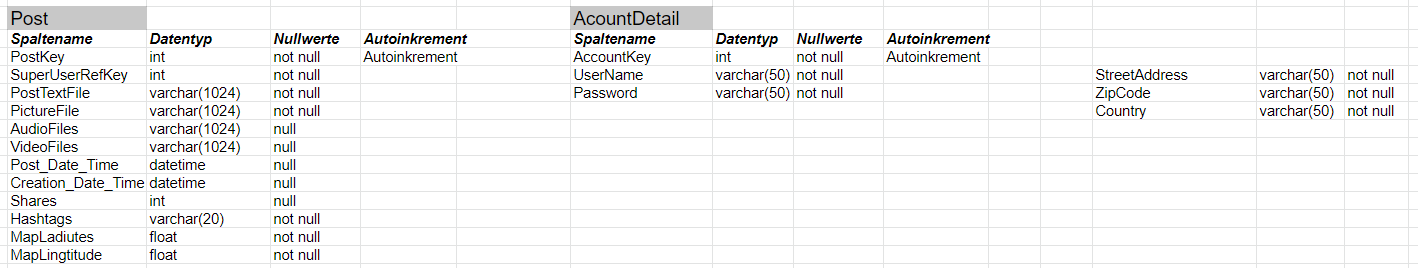 Post AcountDetail
Spaltename Datentyp Nullwerte Autoinkrement Spaltename Datentyp Nullwerte Autoinkrement
PostKey int not null Autoinkrement AccountKey int not null Autoinkrement
SuperUserRefKey int not null UserName varchar(50) not null StreetAddress varchar(50) not null
PostTextFile varchar(1024) not null Password varchar(50) not null ZipCode varchar(50) not null
PictureFile varchar(1024) not null Country varchar(50) not null
AudioFiles varchar(1024) null
VideoFiles varchar(1024) null
Post_Date_Time datetime null
Creation_Date_Time datetime null
Shares int null
Hashtags varchar(20) not null
MapLadiutes float not null
MapLingtitude float not null